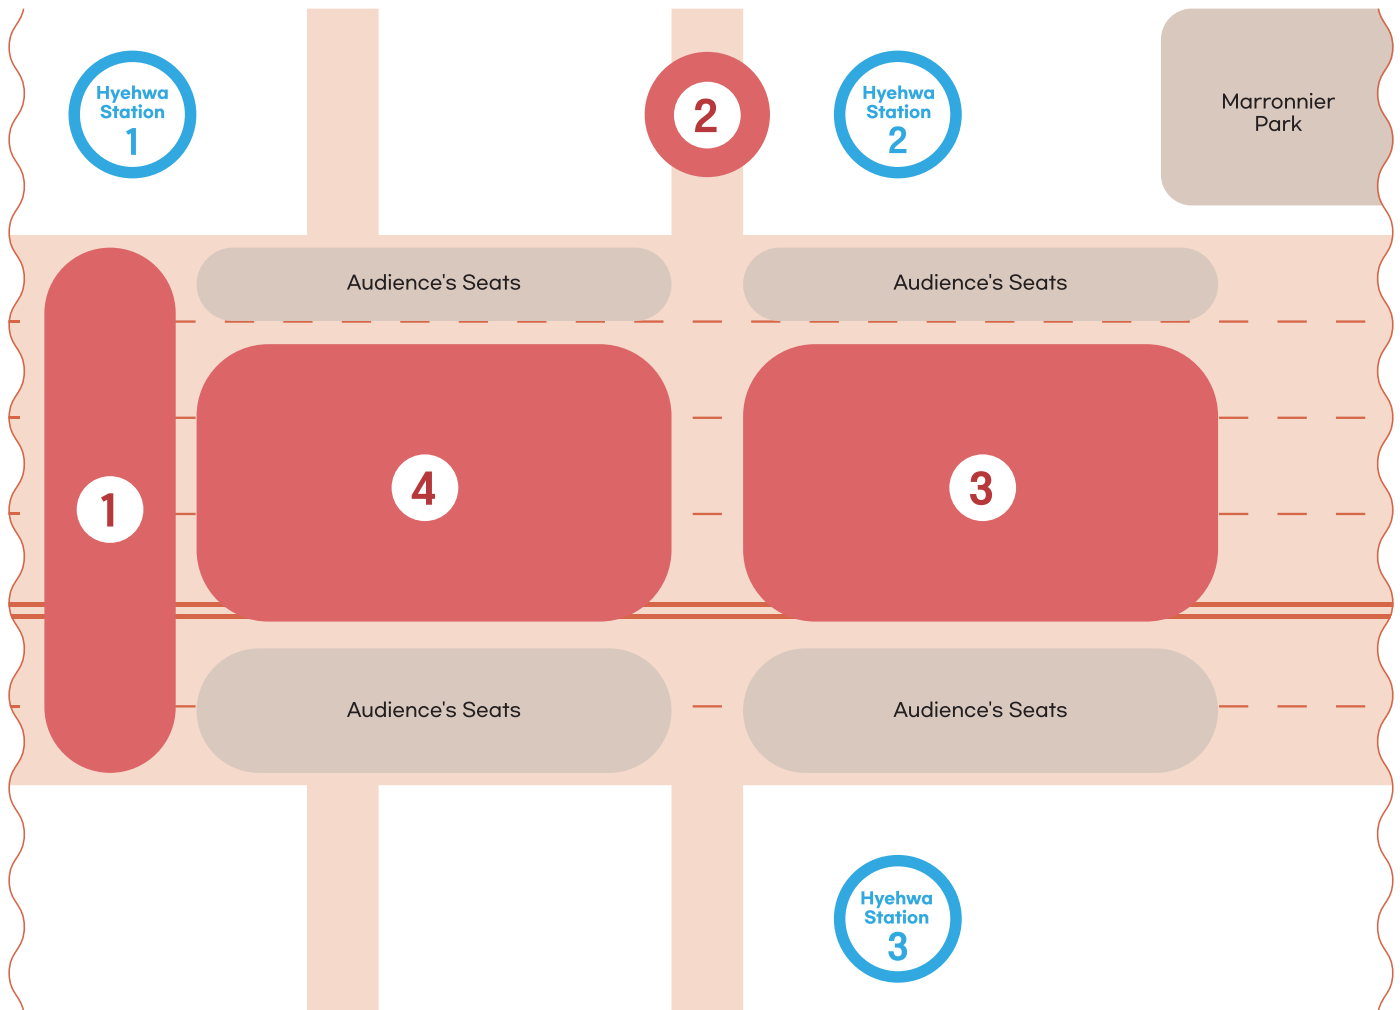 Hyehwa
Station
1
2
Hyehwa
Station
2
Marronnier
Park
Audience's Seats
Audience's Seats
1
4
3
Audience's Seats
Audience's Seats
Hyehwa
Station
3